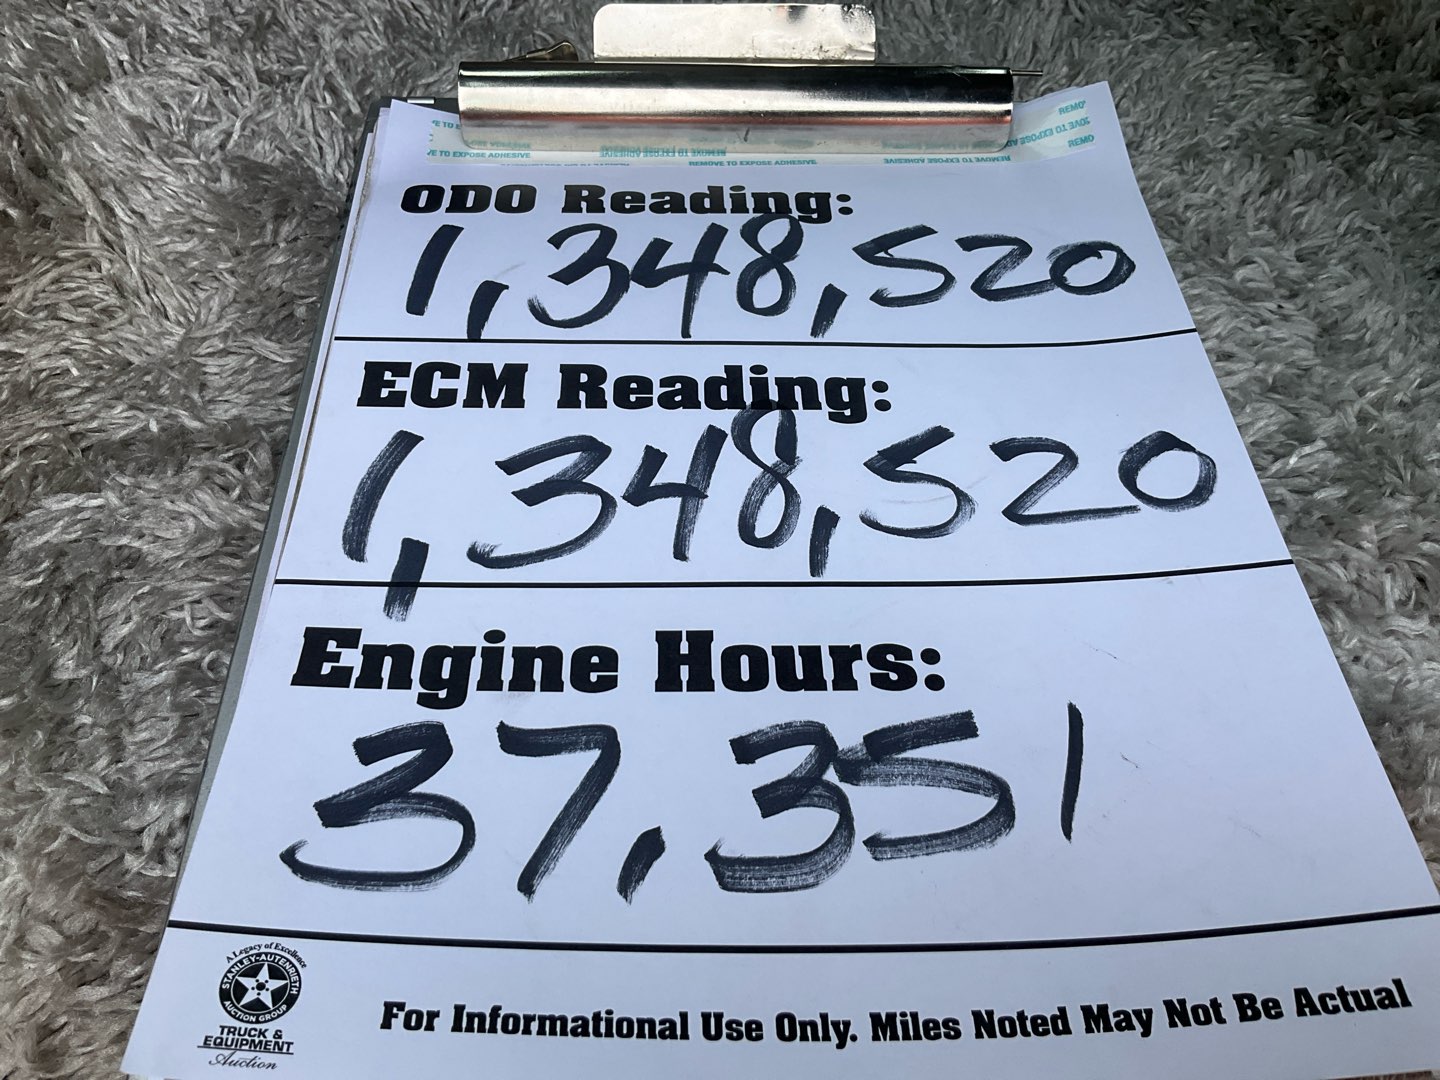 REMOVE TO EXPOSE ADHESIVE
ODO Reading:
1,348,520
ECM Reading:
1,348,520
Engine Hours:
37,351
A Legacy of Excellence
STANLEY-AUTENRIETH
AUCTION GROUP
TRUCK &
EQUIPMENT
Auction
For Informational Use Only. Miles Noted May Not Be Actual